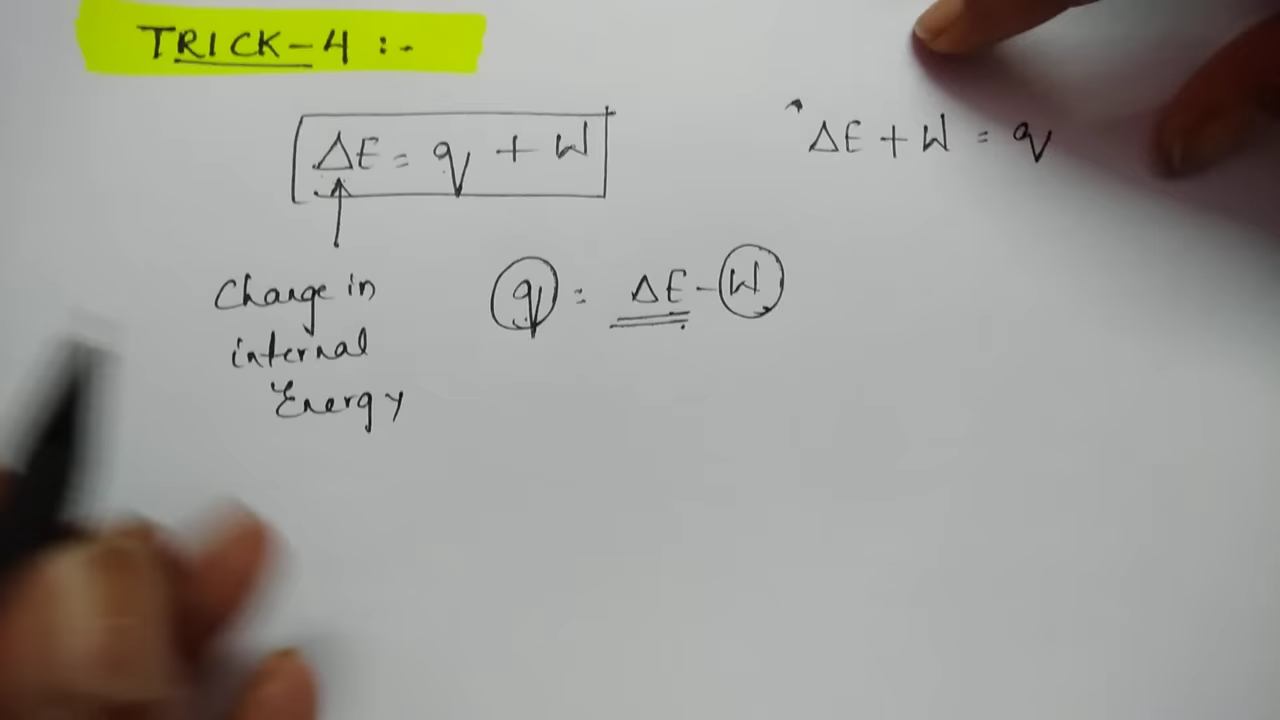 TRICK-4 :-
ΔE = q + W
ΔE + W = q
q = ΔE - W
Change in
internal
Energy